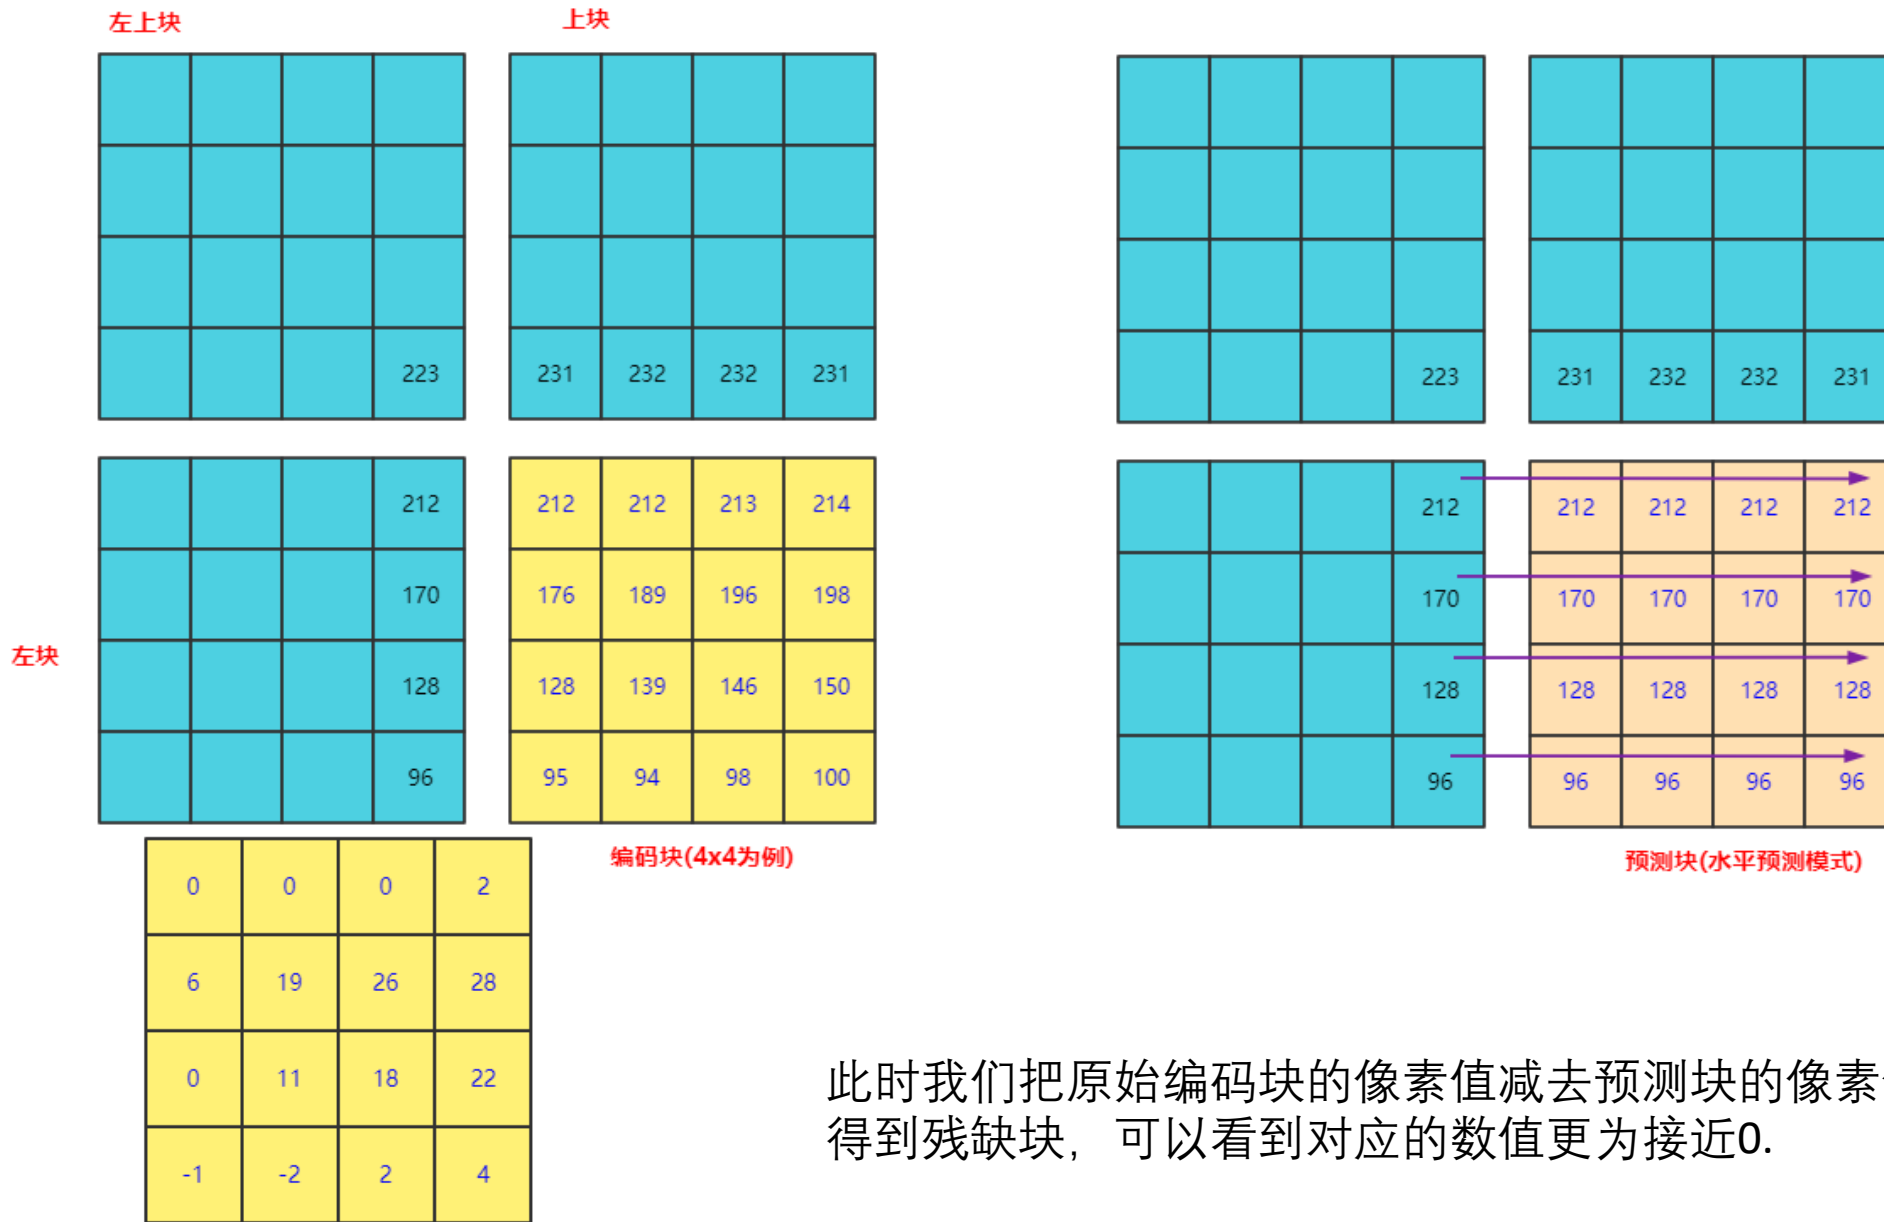 左上块
上块
223
231 232 232 231
223
231 232 232 231
左块
212
170
128
96
212 212 213 214
176 189 196 198
128 139 146 150
95 94 98 100
编码块(4x4为例)
212
170
128
96
212 212 212 212
170 170 170 170
128 128 128 128
96 96 96 96
预测块(水平预测模式)
0 0 0 2
6 19 26 28
0 11 18 22
-1 -2 2 4
此时我们把原始编码块的像素值减去预测块的像素
得到残缺块，可以看到对应的数值更为接近0.